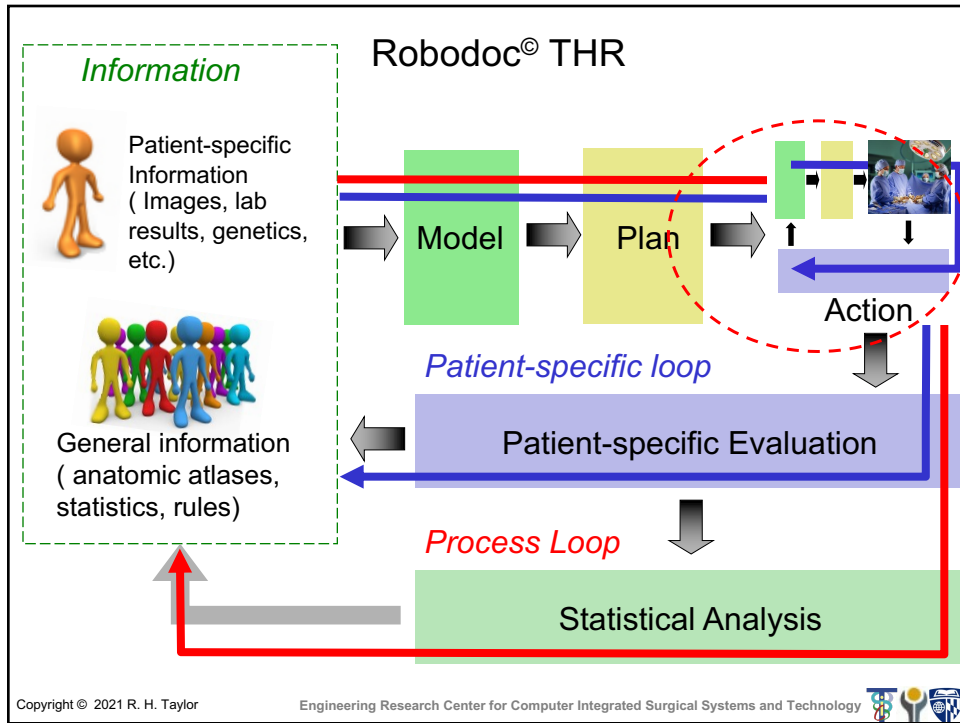 Robodoc© THR
Information
Patient-specific
Information
( Images, lab
results, genetics,
etc.)
Model
Plan
Action
Patient-specific loop
General information
( anatomic atlases,
statistics, rules)
Patient-specific Evaluation
Process Loop
Statistical Analysis
Copyright © 2021 R. H. Taylor
Engineering Research Center for Computer Integrated Surgical Systems and Technology